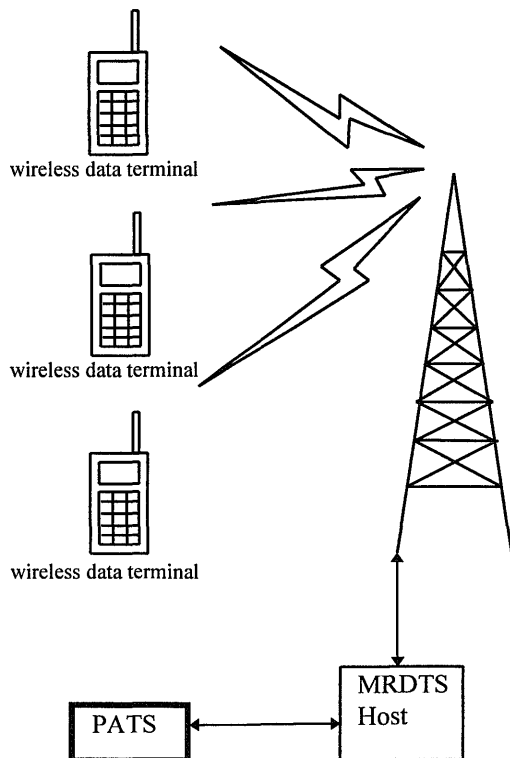 wireless data terminal
wireless data terminal
wireless data terminal
MRDTS
Host
PATS